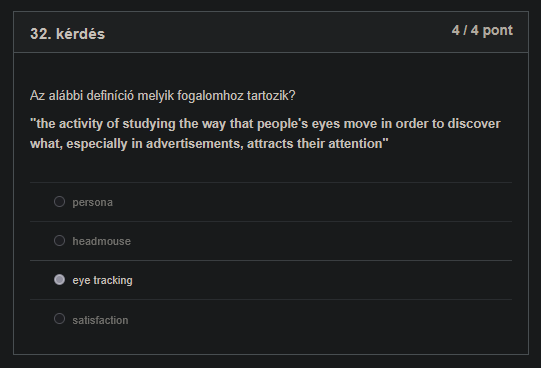 32. kérdés
4 / 4 pont
Az alábbi definíció melyik fogalomhoz tartozik?
"the activity of studying the way that people's eyes move in order to discover
what, especially in advertisements, attracts their attention"
persona
headmouse
eye tracking
satisfaction